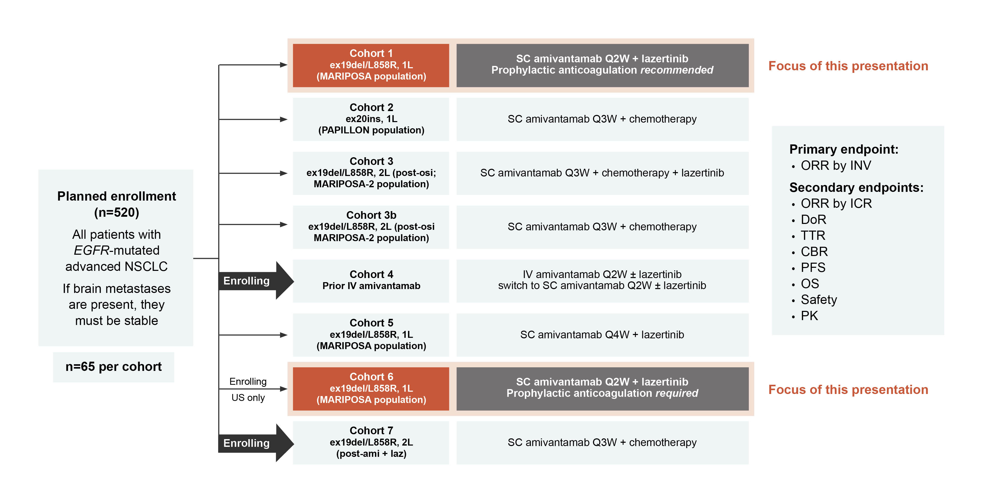 Planned enrollment
(n=520)
All patients with
EGFR-mutated
advanced NSCLC
If brain metastases
are present, they
must be stable
n=65 per cohort
Cohort 1
ex19del/L858R, 1L
(MARIPOSA population)
SC amivantamab Q2W + lazertinib
Prophylactic anticoagulation recommended
Focus of this presentation
Cohort 2
ex20ins, 1L
(PAPILLON population)
SC amivantamab Q3W + chemotherapy
Cohort 3
ex19del/L858R, 2L (post-osi;
MARIPOSA-2 population)
SC amivantamab Q3W + chemotherapy + lazertinib
Cohort 3b
ex19del/L858R, 2L (post-osi
MARIPOSA-2 population)
SC amivantamab Q3W + chemotherapy
Enrolling
Cohort 4
Prior IV amivantamab
IV amivantamab Q2W ± lazertinib
switch to SC amivantamab Q2W ± lazertinib
Cohort 5
ex19del/L858R, 1L
(MARIPOSA population)
SC amivantamab Q4W + lazertinib
Enrolling
US only
Cohort 6
ex19del/L858R, 1L
(MARIPOSA population)
SC amivantamab Q2W + lazertinib
Prophylactic anticoagulation required
Focus of this presentation
Enrolling
Cohort 7
ex19del/L858R, 2L
(post-ami + laz)
SC amivantamab Q3W + chemotherapy
Primary endpoint:
• ORR by INV
Secondary endpoints:
• ORR by ICR
• DoR
• TTR
• CBR
• PFS
• OS
• Safety
• PK